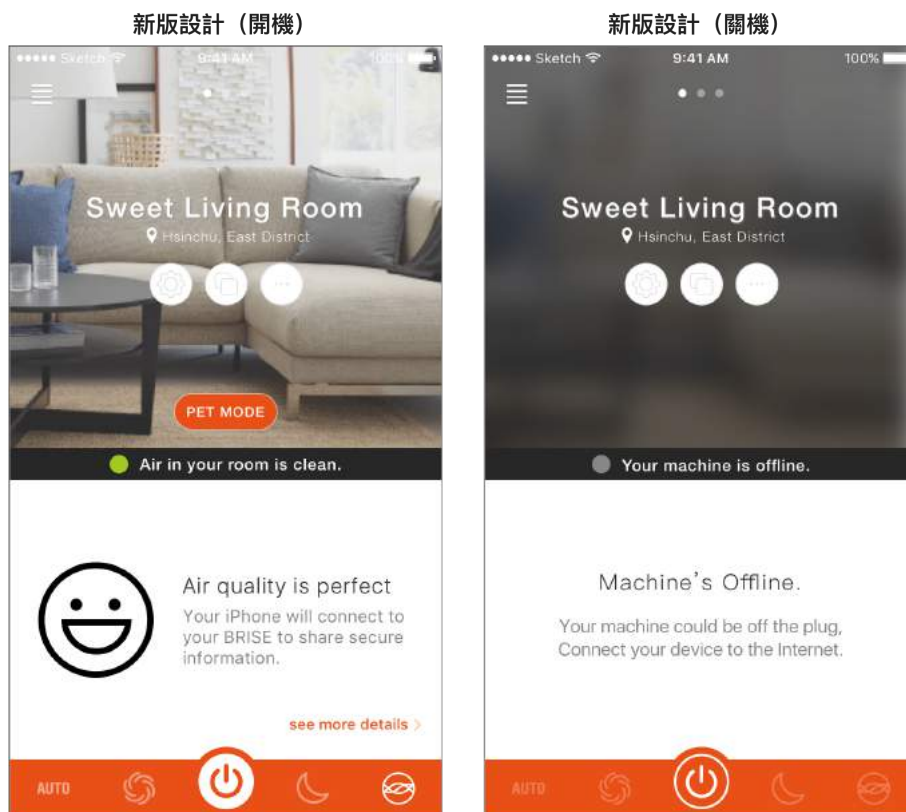 新版設計（開機）
Sketch 9:41 AM 100%
Sweet Living Room
Hsinchu, East District
PET MODE
Air in your room is clean.
Air quality is perfect
Your iPhone will connect to
your BRISE to share secure
information.
see more details >
AUTO
新版設計（關機）
Sketch 9:41 AM 100%
Sweet Living Room
Hsinchu, East District
Your machine is offline.
Machine's Offline.
Your machine could be off the plug,
Connect your device to the Internet.
AUTO